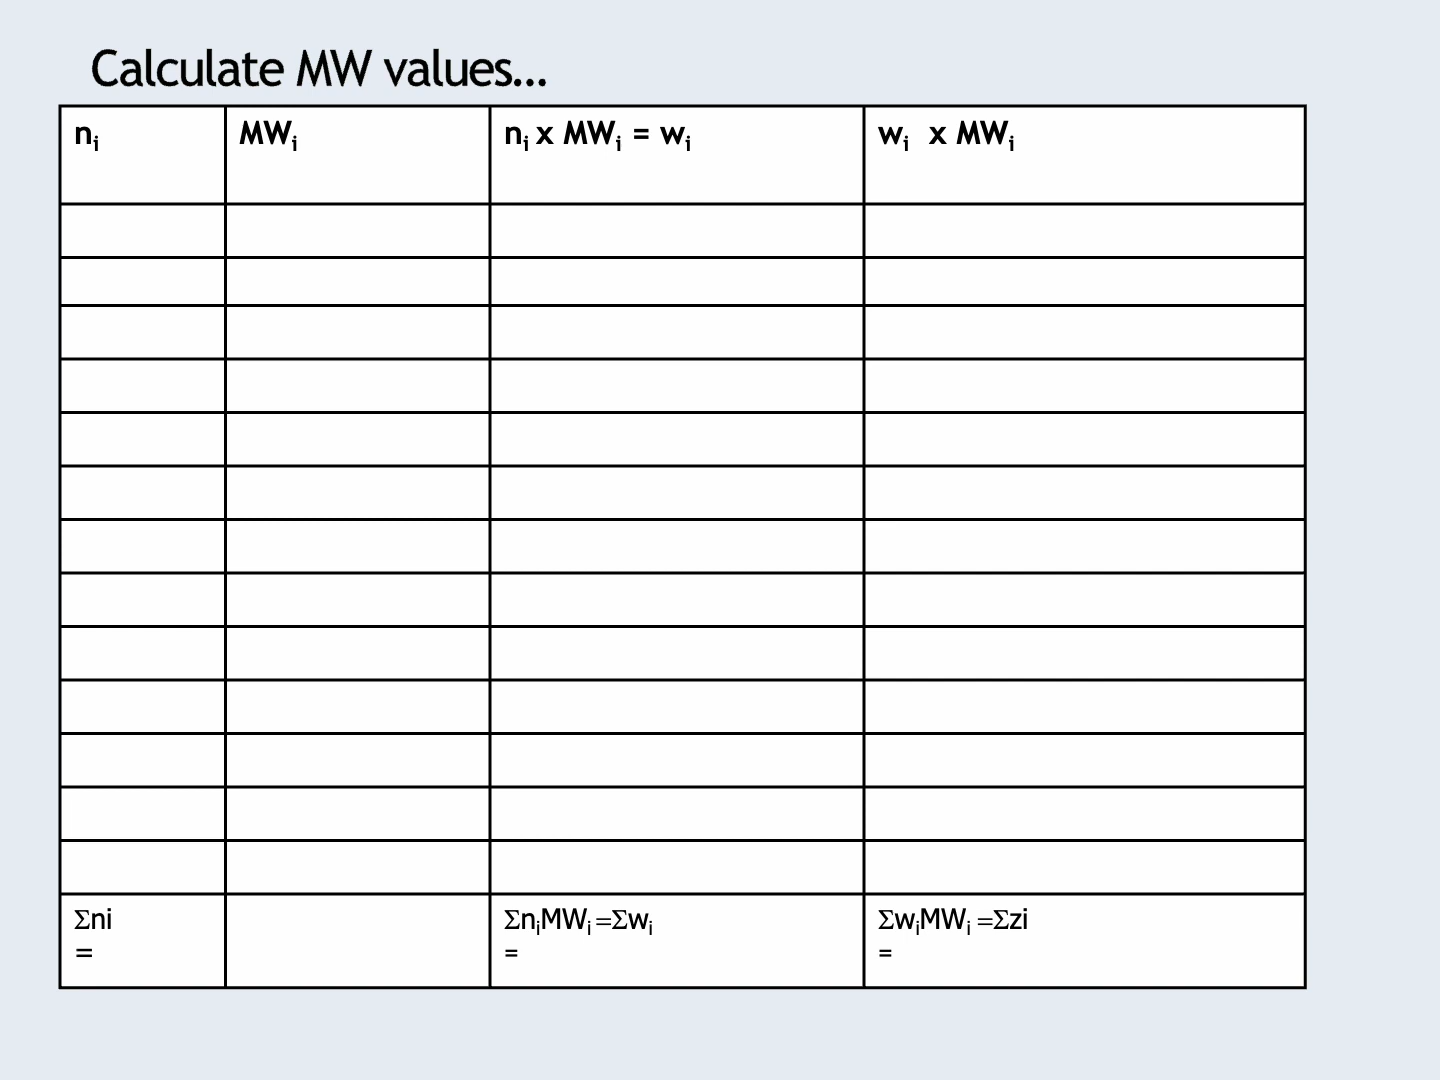 Calculate MW values...
nᵢ
MWᵢ
nᵢ x MWᵢ = wᵢ
wᵢ x MWᵢ
Σni
=
ΣnᵢMWᵢ =Σwᵢ
=
ΣwᵢMWᵢ =Σzi
=